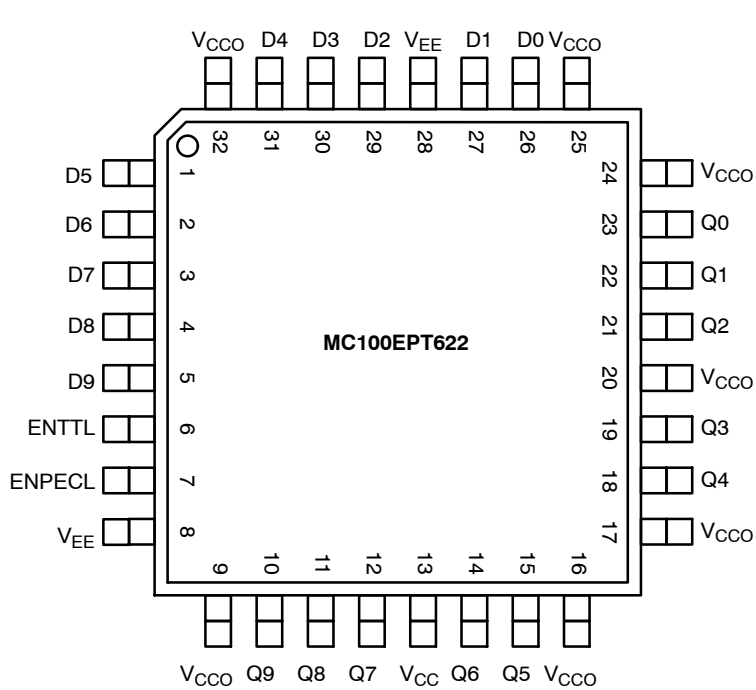 VCCO D4 D3 D2 VEE D1 D0 VCCO
32 31 30 29 28 27 26 25
D5 1 24 VCCO
D6 2 23 Q0
D7 3 22 Q1
D8 4 21 Q2
MC100EPT622
D9 5 20 VCCO
ENTTL 6 19 Q3
ENPECL 7 18 Q4
VEE 8 17 VCCO
9 10 11 12 13 14 15 16
VCCO Q9 Q8 Q7 VCC Q6 Q5 VCCO